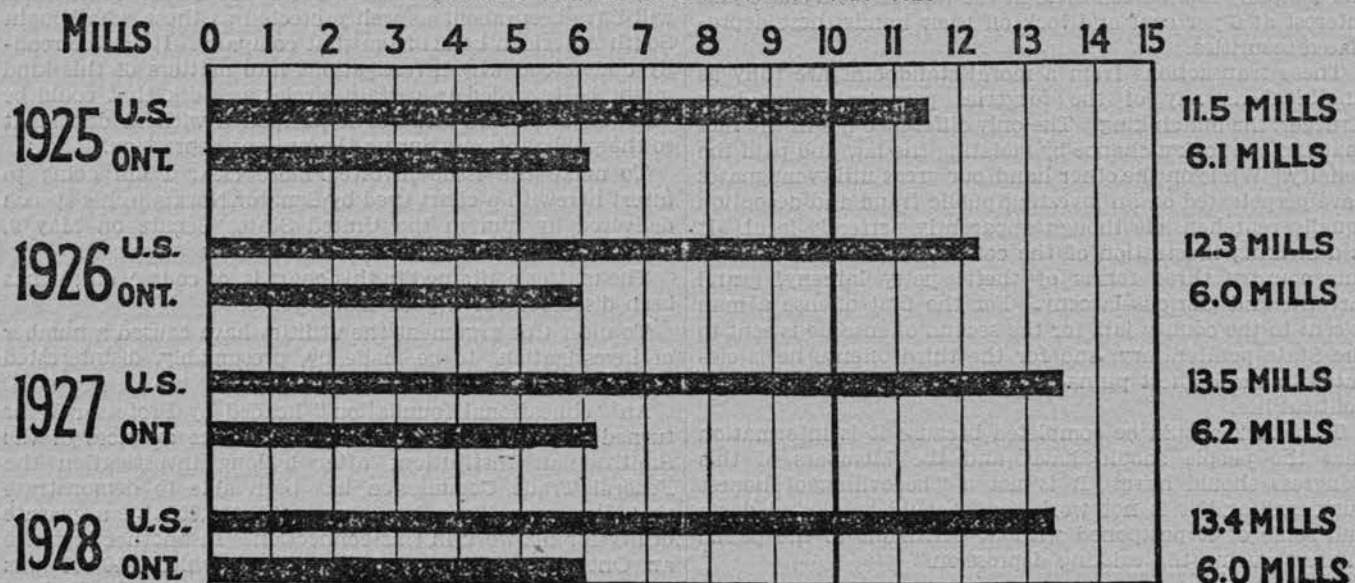 MILLS 0 1 2 3 4 5 6 7 8 9 10 11 12 13 14 15
1925 U.S. 11.5 MILLS
ONT. 6.1 MILLS
1926 U.S. 12.3 MILLS
ONT. 6.0 MILLS
1927 U.S. 13.5 MILLS
ONT 6.2 MILLS
1928 U.S. 13.4 MILLS
ONT. 6.0 MILLS